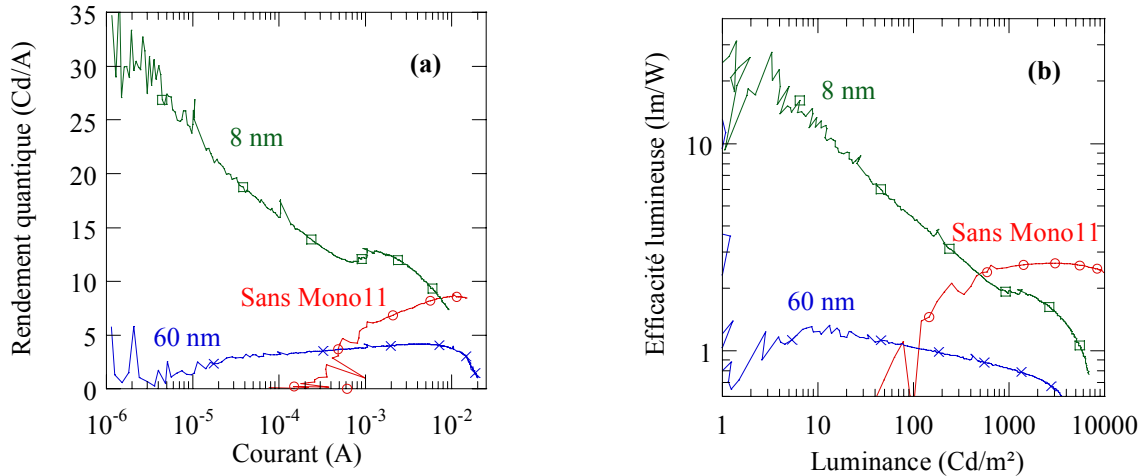 35
30
25
20
15
10
5
0
Rendement quantique (Cd/A)
(a)
8 nm
Sans Mono11
60 nm
10-6 10-5 10-4 10-3 10-2
Courant (A)
10
1
Efficacité lumineuse (lm/W)
(b)
8 nm
Sans Mono11
60 nm
1 10 100 1000 10000
Luminance (Cd/m²)